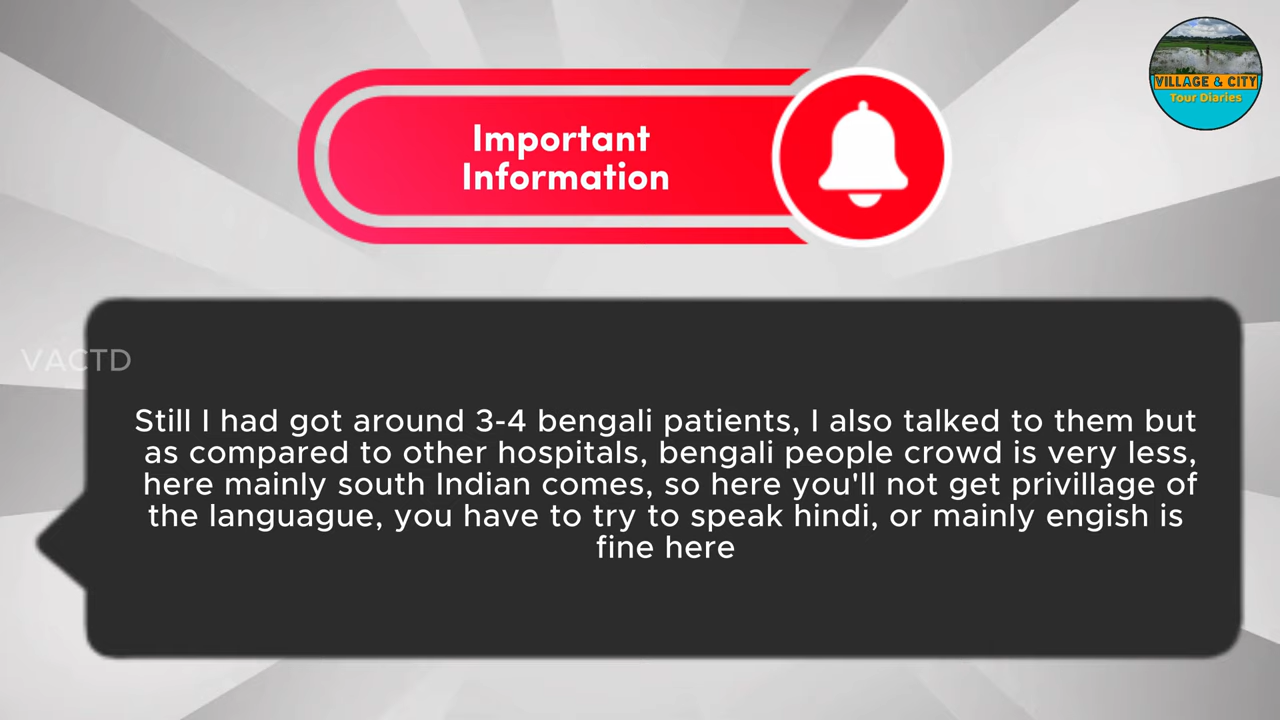 VILLAGE & CITY
Tour Diaries
Important
Information
VACTD
Still I had got around 3-4 bengali patients, I also talked to them but
as compared to other hospitals, bengali people crowd is very less,
here mainly south Indian comes, so here you'll not get privillage of
the languague, you have to try to speak hindi, or mainly engish is
fine here